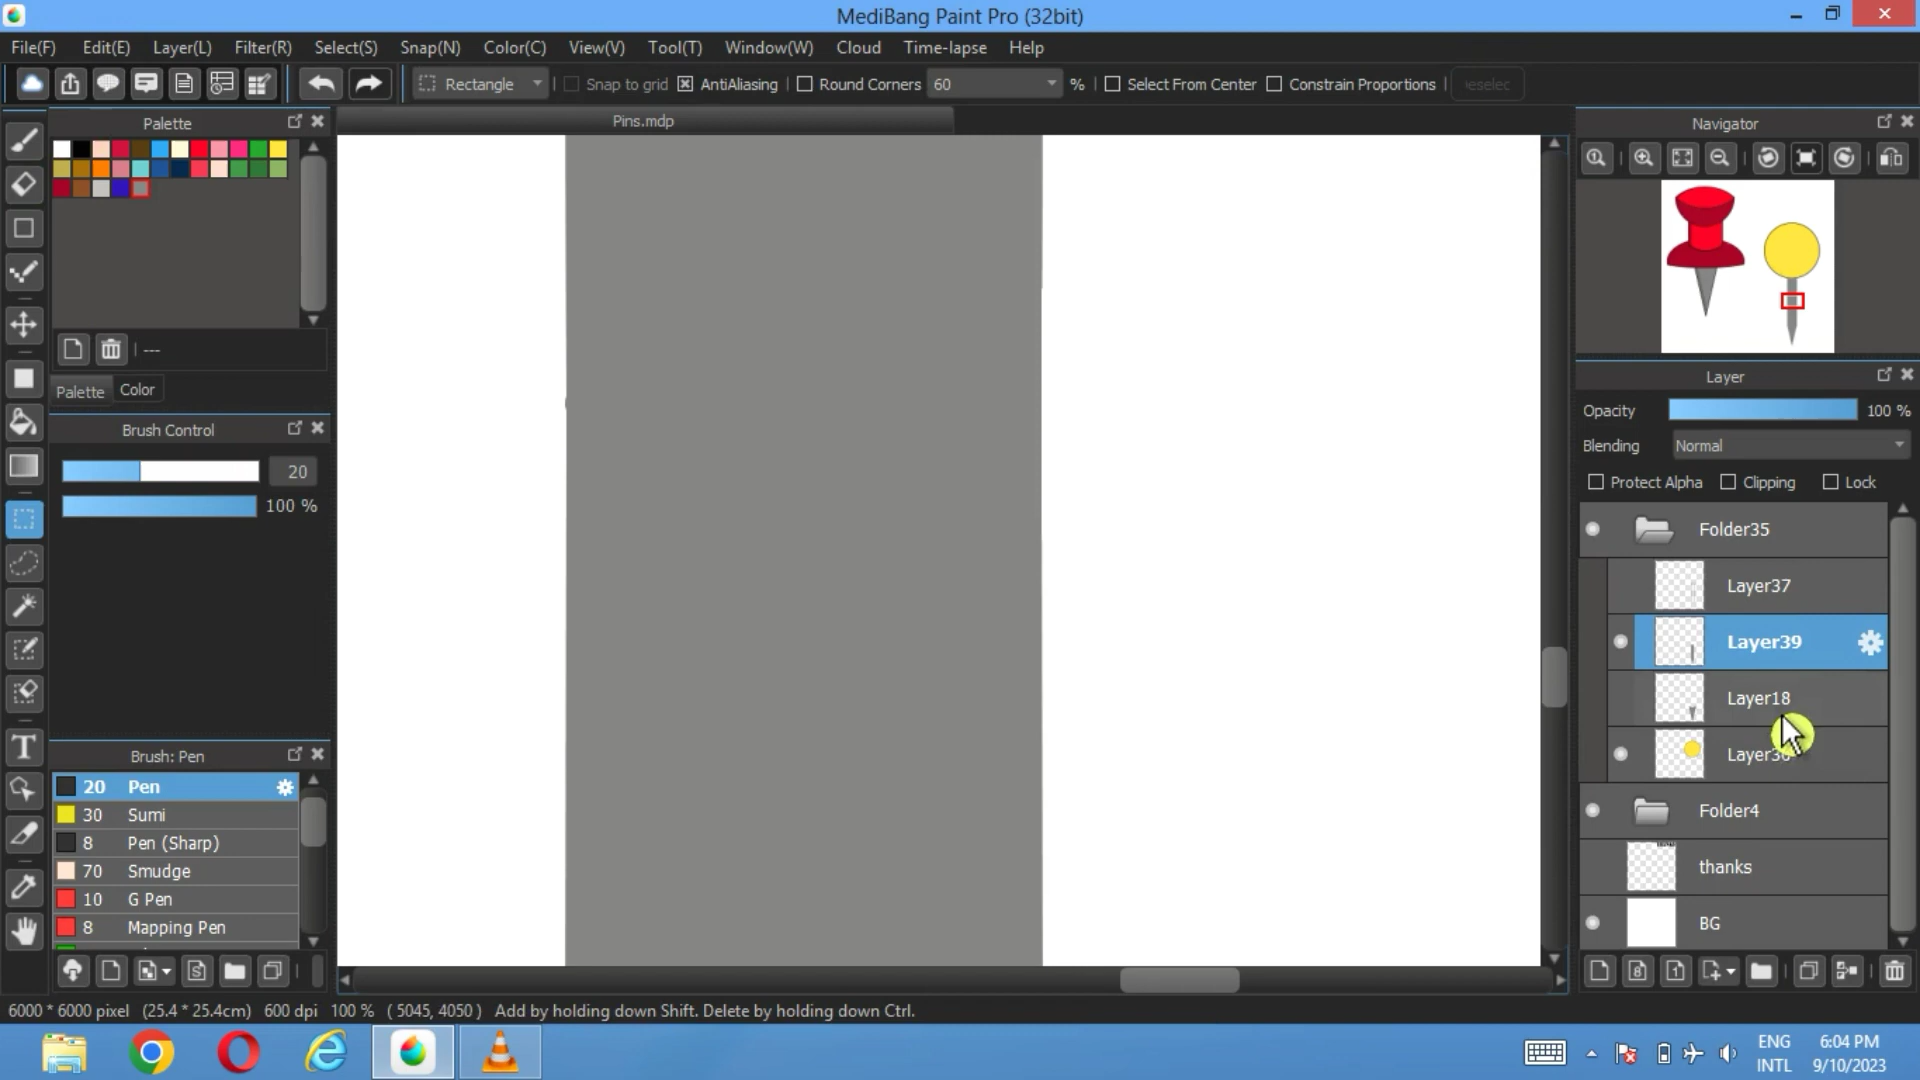 MediBang Paint Pro (32bit)
File(F) Edit(E) Layer(L) Filter(R) Select(S) Snap(N) Color(C) View(V) Tool(T) Window(W) Cloud Time-lapse Help
Rectangle Snap to grid AntiAliasing Round Corners 60 % Select From Center Constrain Proportions
Palette
Pins.mdp
Navigator
---
Palette Color
Layer
Opacity 100 %
Brush Control
Blending Normal
20
Protect Alpha Clipping Lock
100 %
Folder35
Layer37
Layer39
Layer18
Brush: Pen
20 Pen
30 Sumi
8 Pen (Sharp)
Folder4
70 Smudge
thanks
10 G Pen
8 Mapping Pen
BG
6000 * 6000 pixel (25.4 * 25.4cm) 600 dpi 100 % ( 5045, 4050 ) Add by holding down Shift. Delete by holding down Ctrl.
ENG 6:04 PM
INTL 9/10/2023